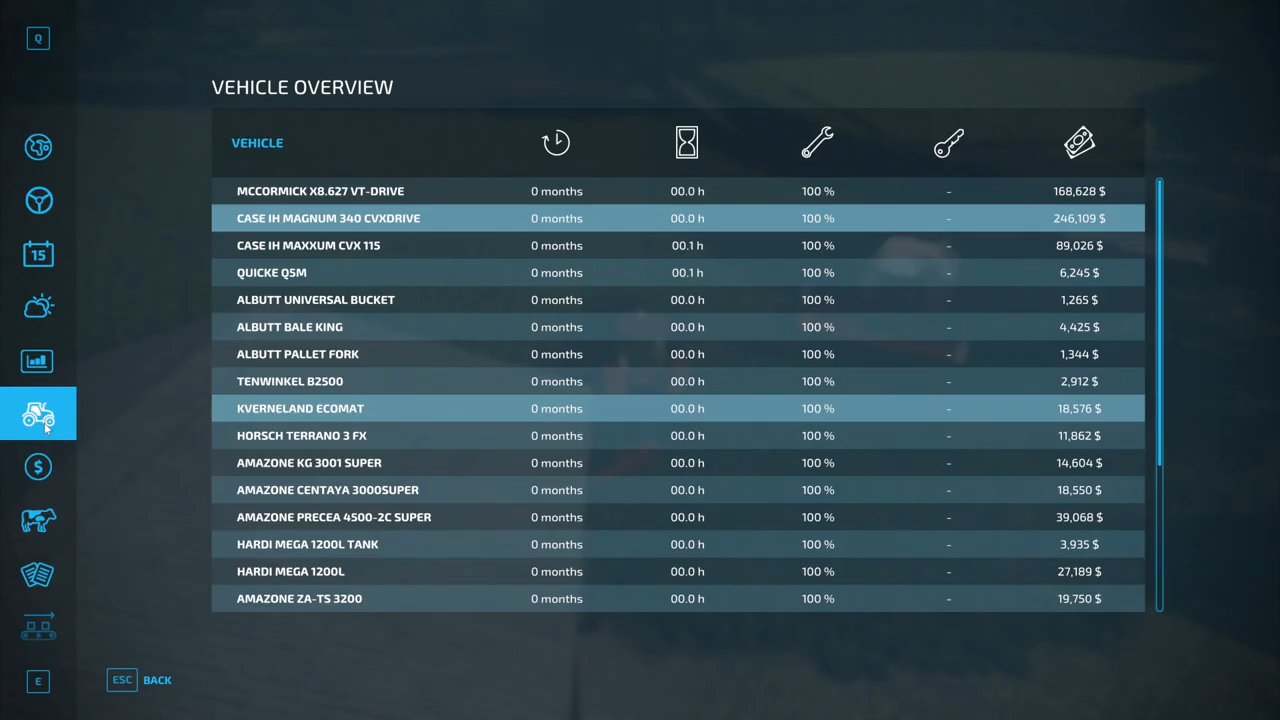 Q
VEHICLE OVERVIEW
VEHICLE
MCCORMICK X8.627 VT-DRIVE 0 months 00.0 h 100 % - 168,628 $
CASE IH MAGNUM 340 CVXDRIVE 0 months 00.0 h 100 % - 246,109 $
CASE IH MAXXUM CVX 115 0 months 00.1 h 100 % - 89,026 $
QUICKE Q5M 0 months 00.1 h 100 % - 6,245 $
ALBUTT UNIVERSAL BUCKET 0 months 00.0 h 100 % - 1,265 $
ALBUTT BALE KING 0 months 00.0 h 100 % - 4,425 $
ALBUTT PALLET FORK 0 months 00.0 h 100 % - 1,344 $
TENWINKEL B2500 0 months 00.0 h 100 % - 2,912 $
KVERNELAND ECOMAT 0 months 00.0 h 100 % - 18,576 $
HORSCH TERRANO 3 FX 0 months 00.0 h 100 % - 11,862 $
AMAZONE KG 3001 SUPER 0 months 00.0 h 100 % - 14,604 $
AMAZONE CENTAYA 3000SUPER 0 months 00.0 h 100 % - 18,550 $
AMAZONE PRECEA 4500-2C SUPER 0 months 00.0 h 100 % - 39,068 $
HARDI MEGA 1200L TANK 0 months 00.0 h 100 % - 3,935 $
HARDI MEGA 1200L 0 months 00.0 h 100 % - 27,189 $
AMAZONE ZA-TS 3200 0 months 00.0 h 100 % - 19,750 $
15
$
E
ESC BACK